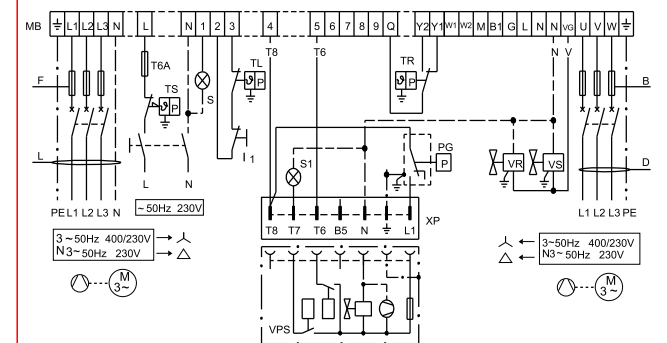 MB ⏚ L1 L2 L3 N L N 1 2 3 4 5 6 7 8 9 Q Y2 Y1 W1 W2 M B1 G L N N VG U V W ⏚
T8 T6 N V
F T6A TS ϑ P S TL ϑ P TR ϑ P B
1
S1 PG P VR VS
L L N D
PE L1 L2 L3 N
~50Hz 230V
L1 L2 L3 PE
XP
T8 T7 T6 B5 N ⏚ L1
3~50Hz 400/230V → ⅄
N3~50Hz 230V → △
⅄ ← 3~50Hz 400/230V
△ ← N3~50Hz 230V
M 3~
M 3~
VPS